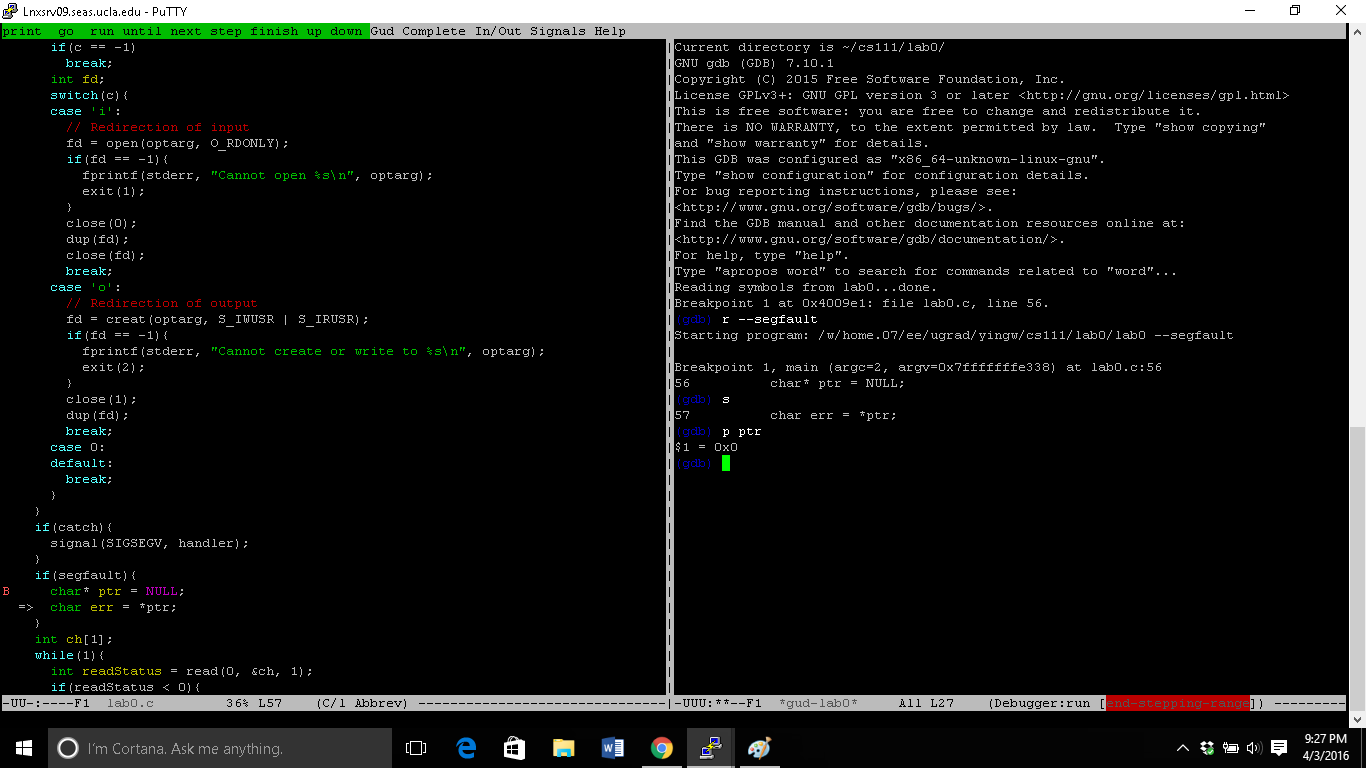 Lnxsrv09.seas.ucla.edu - PuTTY
print go run until next step finish up down Gud Complete In/Out Signals Help
if(c == -1)
break;
int fd;
switch(c){
case 'i':
// Redirection of input
fd = open(optarg, O_RDONLY);
if(fd == -1){
fprintf(stderr, "Cannot open %s\n", optarg);
exit(1);
}
close(0);
dup(fd);
close(fd);
break;
case 'o':
// Redirection of output
fd = creat(optarg, S_IWUSR | S_IRUSR);
if(fd == -1){
fprintf(stderr, "Cannot create or write to %s\n", optarg);
exit(2);
}
close(1);
dup(fd);
break;
case 0:
default:
break;
}
}
if(catch){
signal(SIGSEGV, handler);
}
if(segfault){
B char* ptr = NULL;
=> char err = *ptr;
}
int ch[1];
while(1){
int readStatus = read(0, &ch, 1);
if(readStatus < 0){
-UU-:----F1 lab0.c 36% L57 (C/l Abbrev) ------------------------------
Current directory is ~/cs111/lab0/
GNU gdb (GDB) 7.10.1
Copyright (C) 2015 Free Software Foundation, Inc.
License GPLv3+: GNU GPL version 3 or later <http://gnu.org/licenses/gpl.html>
This is free software: you are free to change and redistribute it.
There is NO WARRANTY, to the extent permitted by law. Type "show copying"
and "show warranty" for details.
This GDB was configured as "x86_64-unknown-linux-gnu".
Type "show configuration" for configuration details.
For bug reporting instructions, please see:
<http://www.gnu.org/software/gdb/bugs/>.
Find the GDB manual and other documentation resources online at:
<http://www.gnu.org/software/gdb/documentation/>.
For help, type "help".
Type "apropos word" to search for commands related to "word"...
Reading symbols from lab0...done.
Breakpoint 1 at 0x4009e1: file lab0.c, line 56.
(gdb) r --segfault
Starting program: /w/home.07/ee/ugrad/yingw/cs111/lab0/lab0 --segfault
Breakpoint 1, main (argc=2, argv=0x7fffffffe338) at lab0.c:56
56 char* ptr = NULL;
(gdb) s
57 char err = *ptr;
(gdb) p ptr
$1 = 0x0
(gdb)
-UUU:**--F1 *gud-lab0* All L27 (Debugger:run [end-stepping-range]) ---------
I'm Cortana. Ask me anything.
9:27 PM
4/3/2016